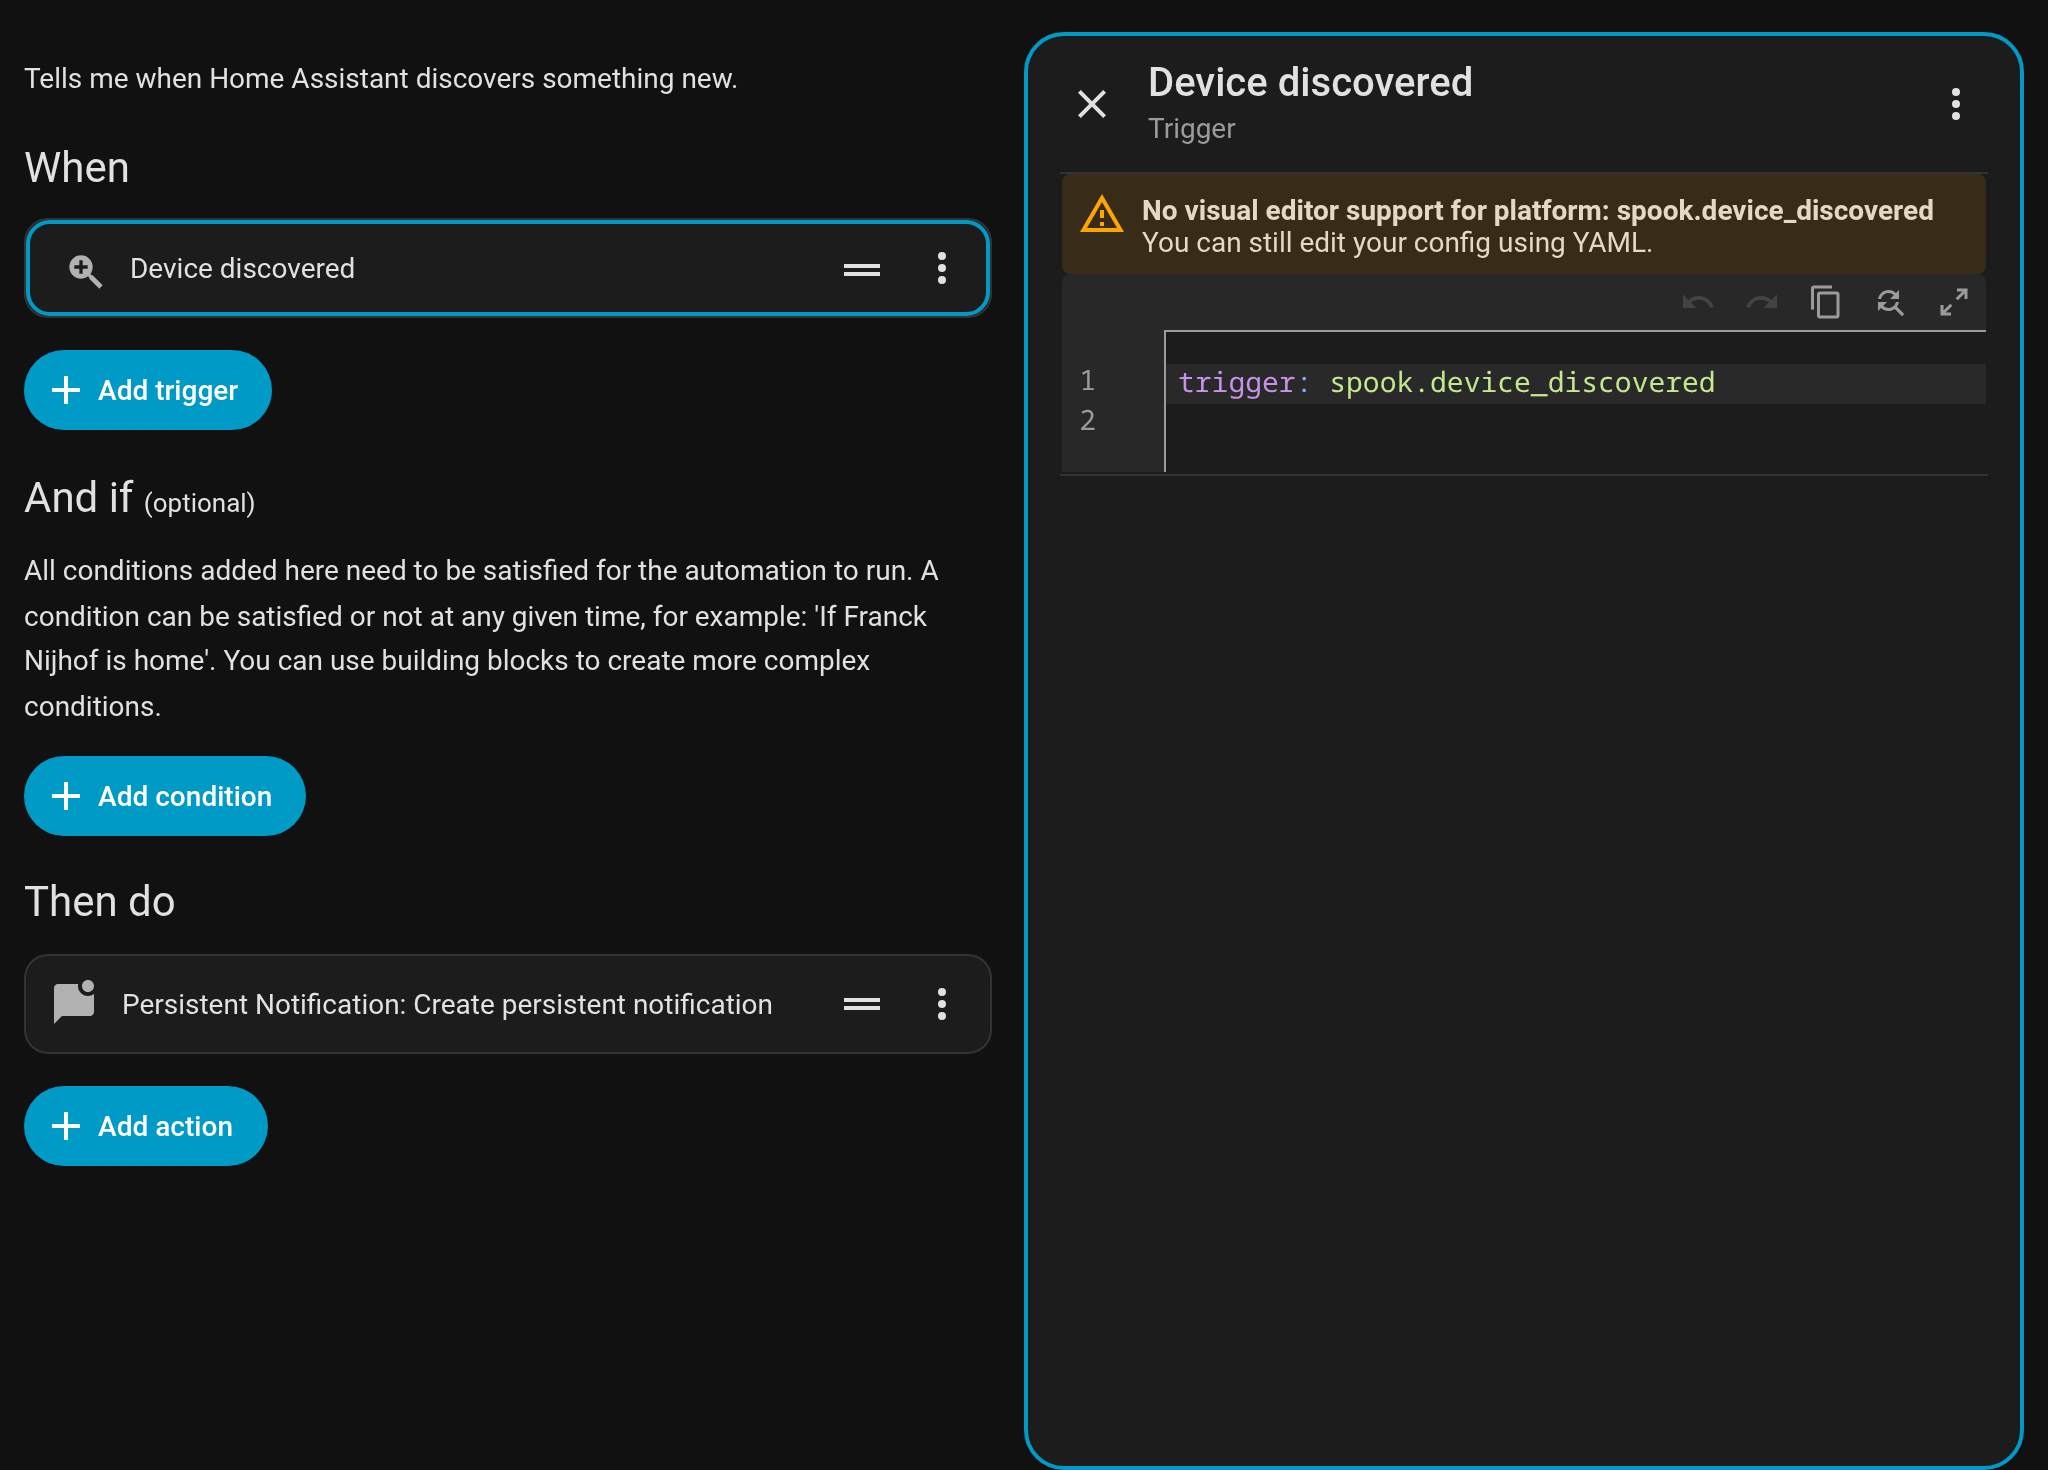 Tells me when Home Assistant discovers something new.
When
Device discovered
Add trigger
And if (optional)
All conditions added here need to be satisfied for the automation to run. A
condition can be satisfied or not at any given time, for example: 'If Franck
Nijhof is home'. You can use building blocks to create more complex
conditions.
Add condition
Then do
Persistent Notification: Create persistent notification
Add action
Device discovered
Trigger
No visual editor support for platform: spook.device_discovered
You can still edit your config using YAML.
1 trigger: spook.device_discovered
2